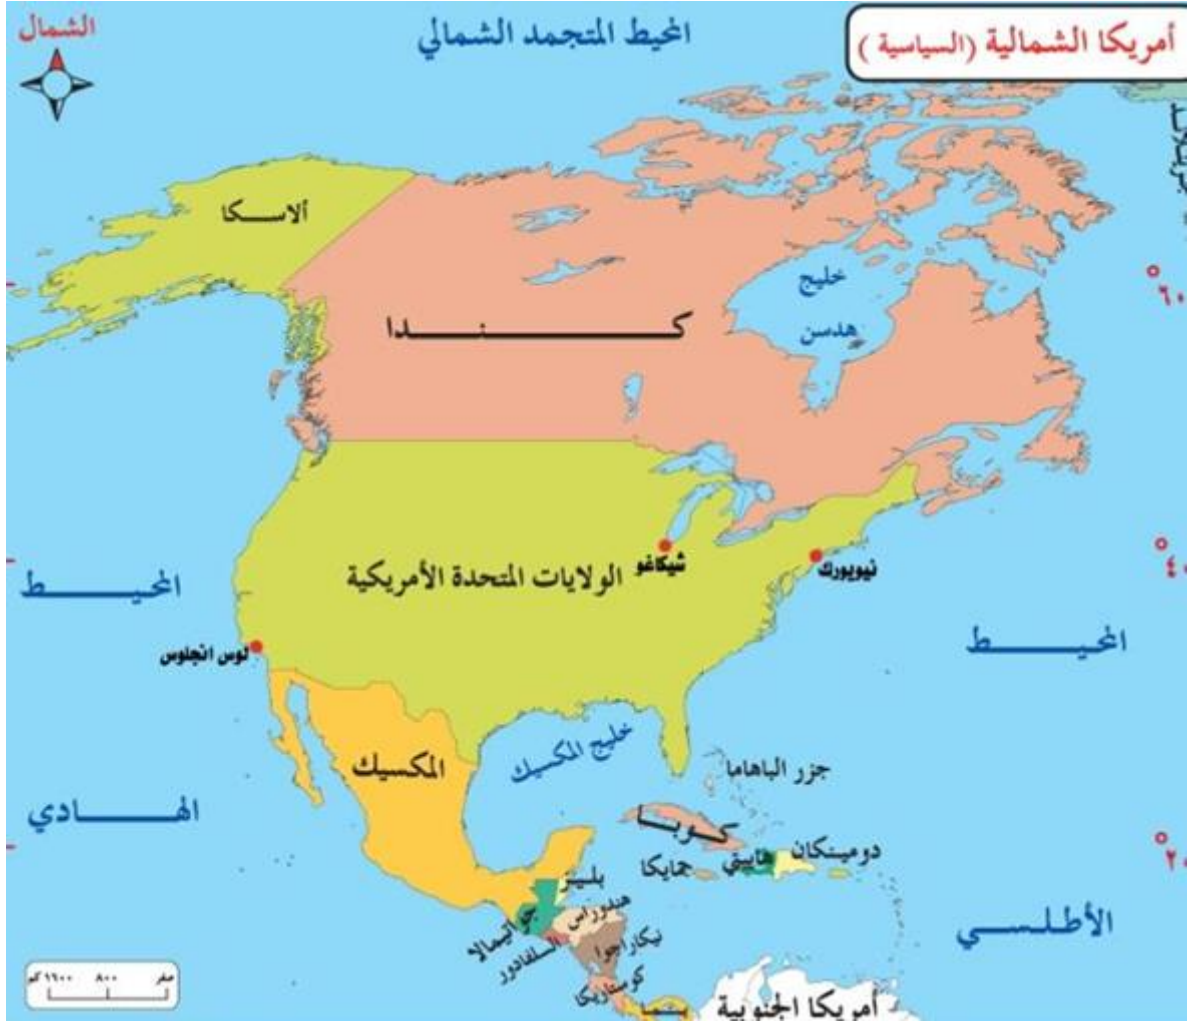 أمريكا الشمالية (السياسية)
الشمال
المحيط المتجمد الشمالي
ألاسكا
كندا
خليج
هدسن
°٦٠
الولايات المتحدة الأمريكية
شيكاغو
نيويورك
°٤٠
المحيط
الهادي
المحيط
الأطلسي
لوس انجلوس
المكسيك
خليج المكسيك
جزر الباهاما
كوبا
جمايكا
هاييتي
دومينكان
°٢٠
بليز
هندوراس
جواتيمالا
السلفادور
نيكاراجوا
كوستاريكا
بنما
أمريكا الجنوبية
صفر ٨٠٠ ١٦٠٠ كم